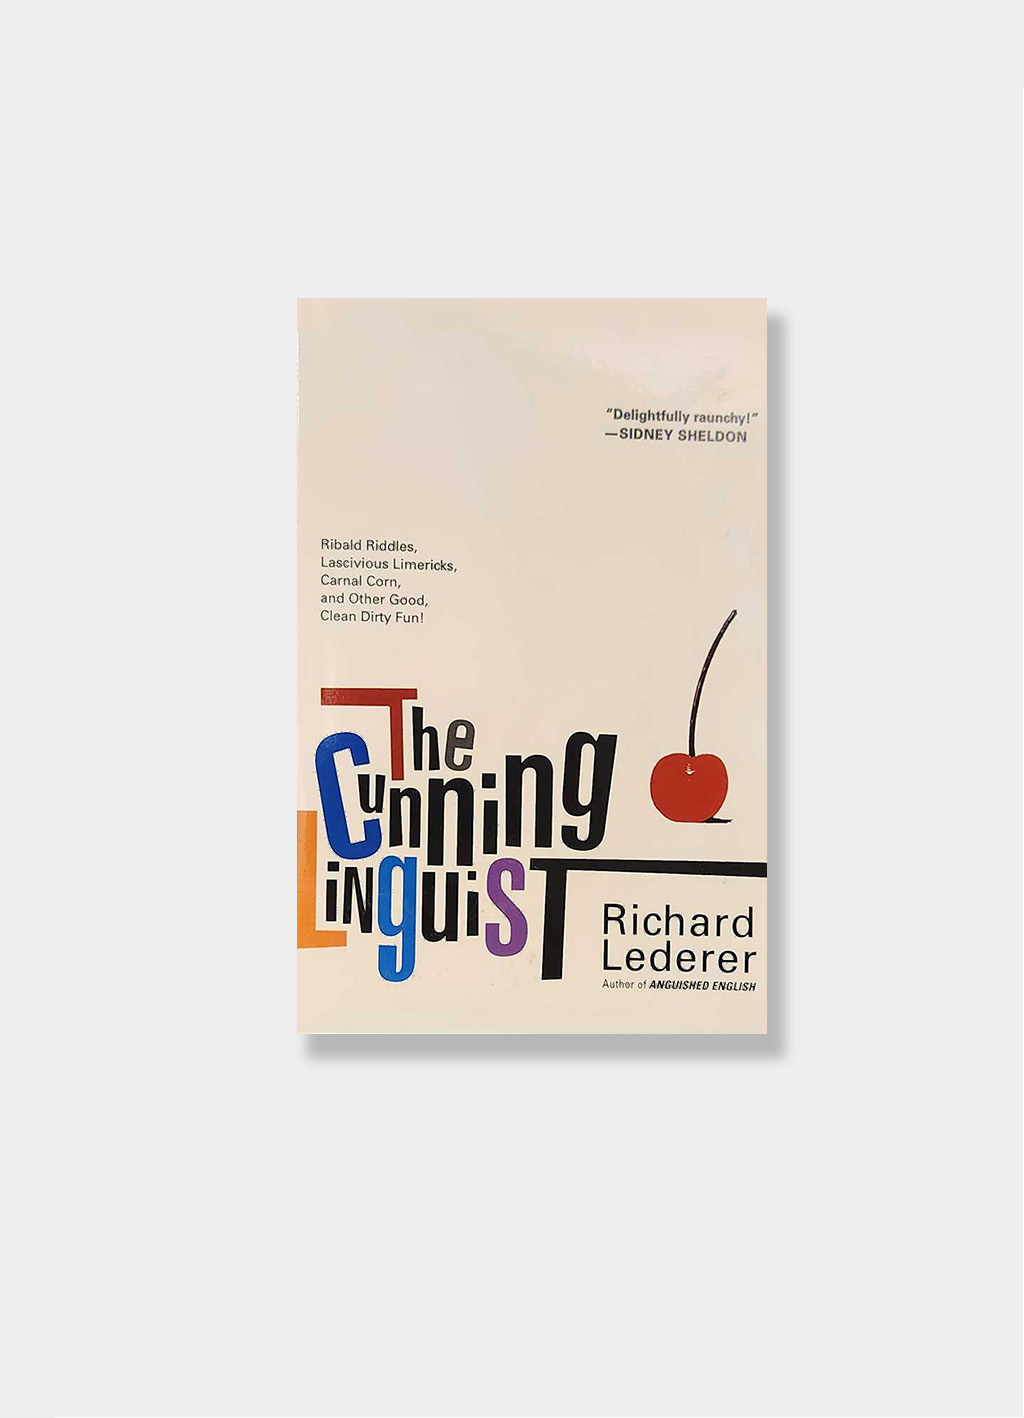 "Delightfully raunchy!"
—SIDNEY SHELDON
Ribald Riddles,
Lascivious Limericks,
Carnal Corn,
and Other Good,
Clean Dirty Fun!
The
Cunning
LiNguisT
Richard
Lederer
Author of ANGUISHED ENGLISH